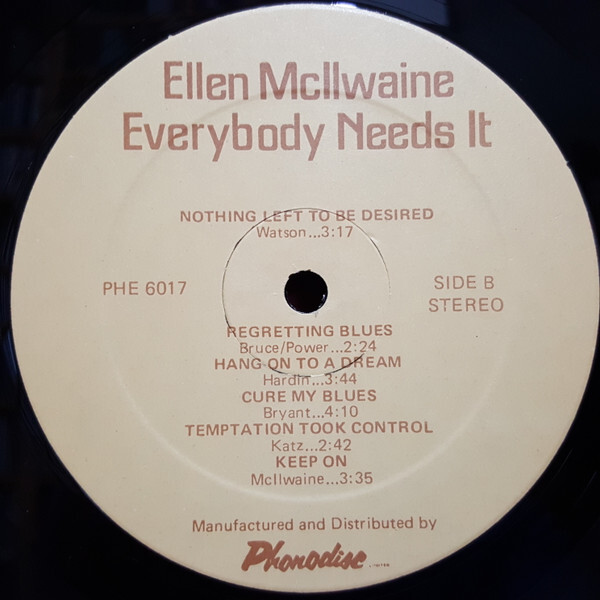 Ellen McIlwaine
Everybody Needs It
NOTHING LEFT TO BE DESIRED
Watson...3:17
PHE 6017
SIDE B
STEREO
REGRETTING BLUES
Bruce/Power...2:24
HANG ON TO A DREAM
Hardin...3:44
CURE MY BLUES
Bryant...4:10
TEMPTATION TOOK CONTROL
Katz...2:42
KEEP ON
McIlwaine...3:35
Manufactured and Distributed by
Phonodisc
LIMITED